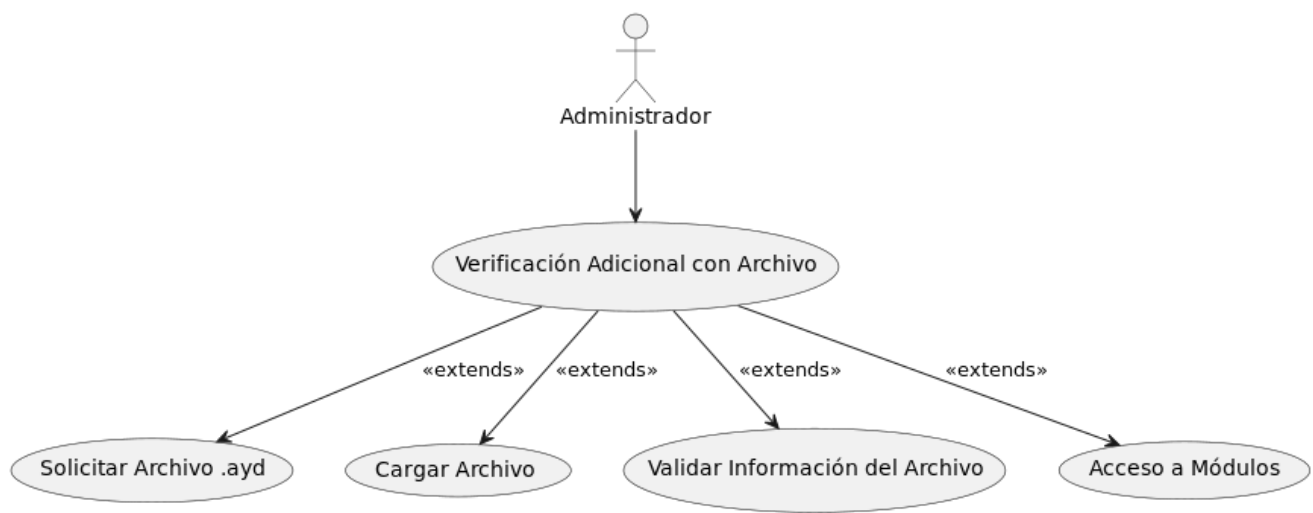 Administrador
Verificación Adicional con Archivo
«extends» «extends» «extends» «extends»
Solicitar Archivo .ayd Cargar Archivo Validar Información del Archivo Acceso a Módulos